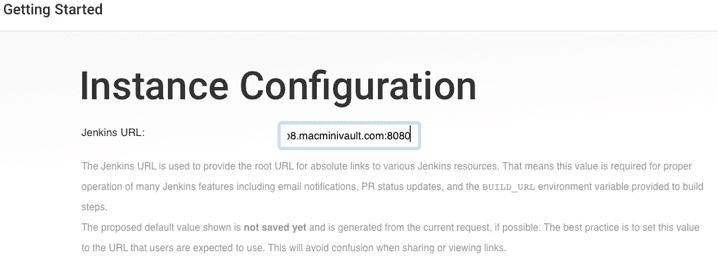 Getting Started
Instance Configuration
Jenkins URL: 8.macminivault.com:8080
The Jenkins URL is used to provide the root URL for absolute links to various Jenkins resources. That means this value is required for proper
operation of many Jenkins features including email notifications, PR status updates, and the BUILD_URL environment variable provided to build
steps.
The proposed default value shown is not saved yet and is generated from the current request, if possible. The best practice is to set this value
to the URL that users are expected to use. This will avoid confusion when sharing or viewing links.